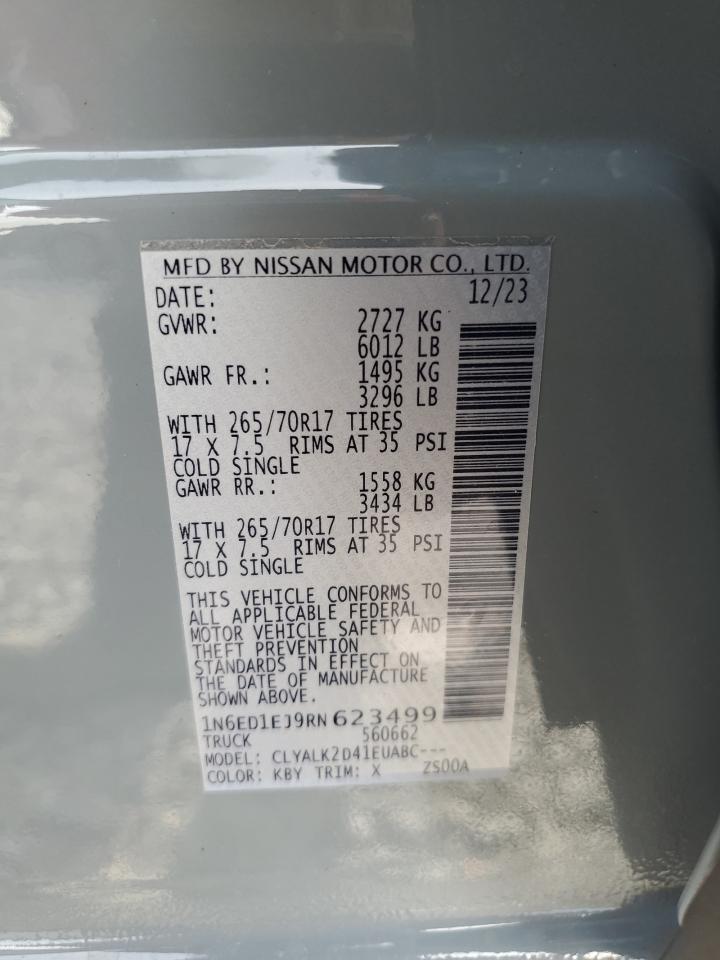 MFD BY NISSAN MOTOR CO., LTD.
DATE: 12/23
GVWR: 2727 KG
6012 LB
GAWR FR.: 1495 KG
3296 LB
WITH 265/70R17 TIRES
17 X 7.5 RIMS AT 35 PSI
COLD SINGLE
GAWR RR.: 1558 KG
3434 LB
WITH 265/70R17 TIRES
17 X 7.5 RIMS AT 35 PSI
COLD SINGLE
THIS VEHICLE CONFORMS TO
ALL APPLICABLE FEDERAL
MOTOR VEHICLE SAFETY AND
THEFT PREVENTION
STANDARDS IN EFFECT ON
THE DATE OF MANUFACTURE
SHOWN ABOVE.
1N6ED1EJ9RN623499
TRUCK 560662
MODEL: CLYALK2D41EUABC---
COLOR: KBY TRIM: X ZS00A